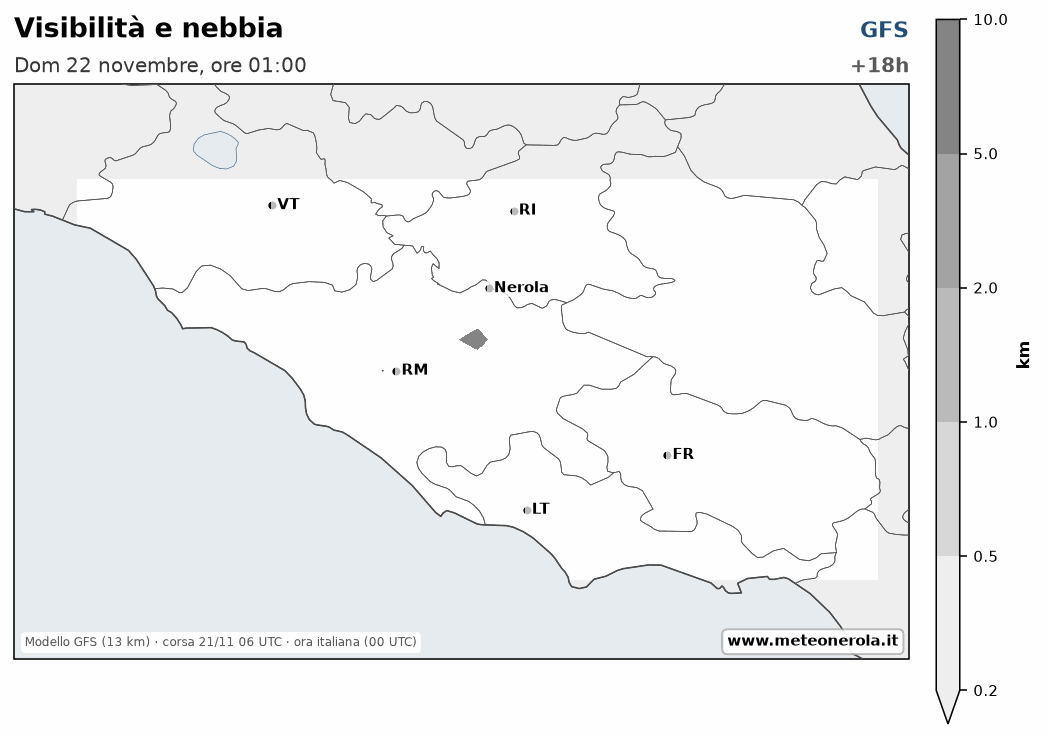 Visibilità e nebbia
GFS
Dom 22 novembre, ore 01:00
+18h
VT
RI
Nerola
RM
FR
LT
Modello GFS (13 km) · corsa 21/11 06 UTC · ora italiana (00 UTC)
www.meteonerola.it
10.0
5.0
2.0
1.0
0.5
0.2
km